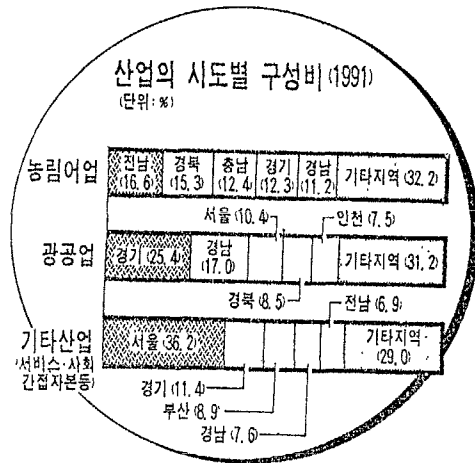 산업의 시도별 구성비 (1991)
(단위: %)
농림어업
전남 (16.6)
경북 (15.3)
충남 (12.4)
경기 (12.3)
경남 (11.2)
기타지역 (32.2)
서울 (10.4)
인천 (7.5)
광공업
경기 (25.4)
경남 (17.0)
기타지역 (31.2)
경북 (8.5)
전남 (6.9)
기타산업
(서비스·사회
간접자본등)
서울 (36.2)
기타지역
(29.0)
경기 (11.4)
부산 (8.9)
경남 (7.6)